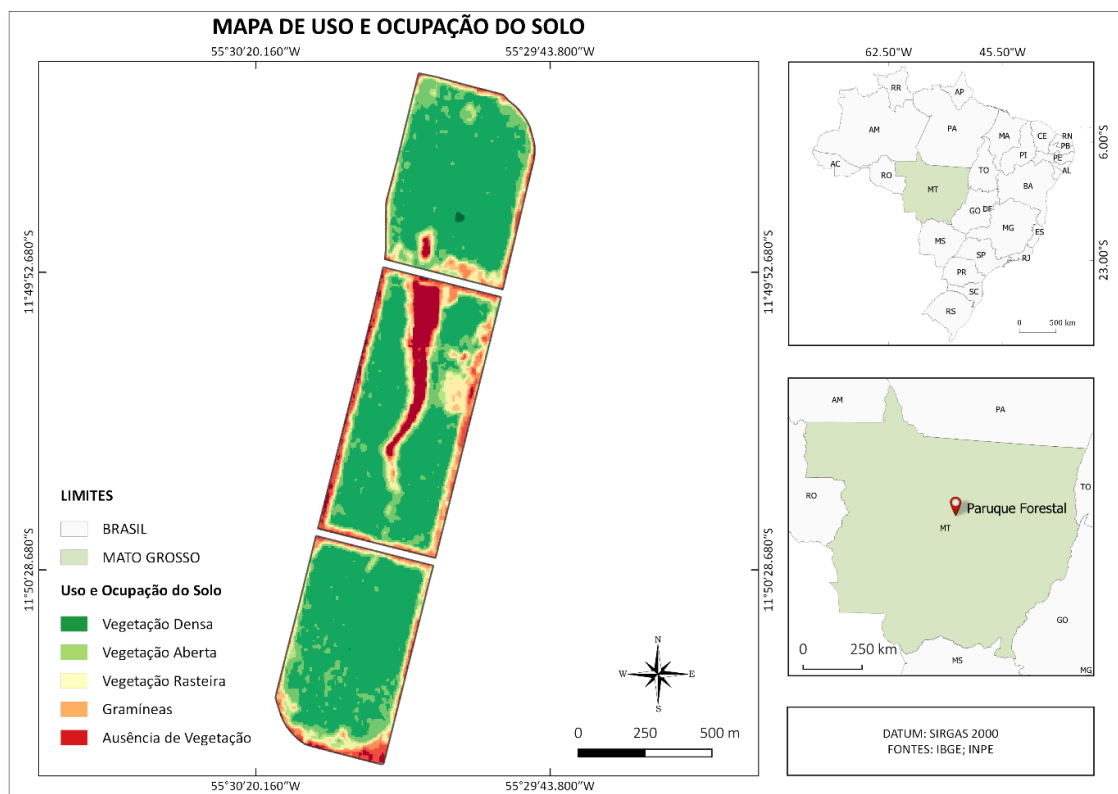 MAPA DE USO E OCUPAÇÃO DO SOLO
55°30'20.160"W
55°29'43.800"W
11°49'52.680"S
11°49'52.680"S
11°50'28.680"S
11°50'28.680"S
55°30'20.160"W
55°29'43.800"W
LIMITES
BRASIL
MATO GROSSO
Uso e Ocupação do Solo
Vegetação Densa
Vegetação Aberta
Vegetação Rasteira
Gramíneas
Ausência de Vegetação
N
W
E
S
0
250
500 m
62.50°W
45.50°W
6.00°S
23.00°S
RR
AP
AM
PA
MA
CE
RN
PB
PE
AL
PI
AC
RO
TO
BA
MT
GO
DF
MG
ES
MS
SP
RJ
PR
SC
RS
0
500 km
AM
PA
RO
TO
Paruque Forestal
MT
GO
MS
MG
0
250 km
DATUM: SIRGAS 2000
FONTES: IBGE; INPE